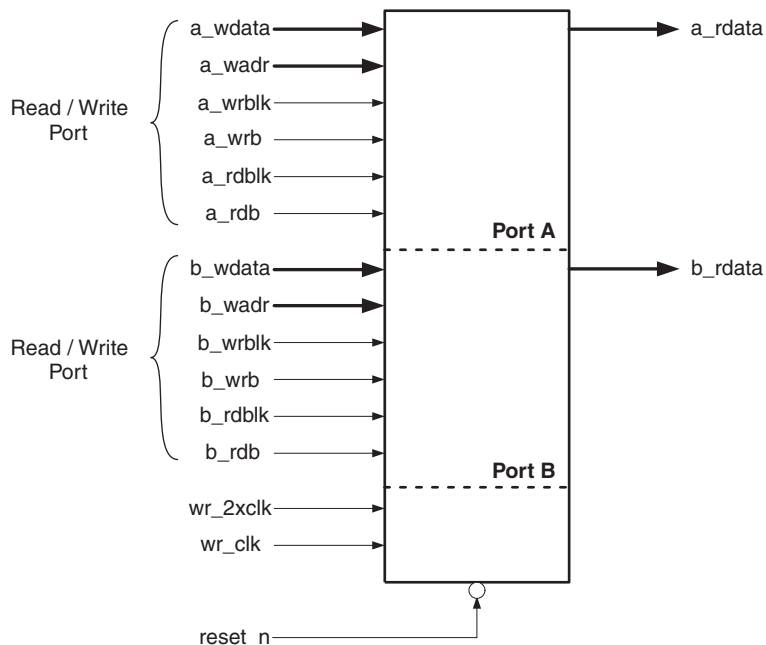 a_wdata
a_rdata
a_wadr
a_wrblk
Read / Write
Port
a_wrb
a_rdblk
a_rdb
Port A
b_wdata
b_rdata
b_wadr
b_wrblk
Read / Write
Port
b_wrb
b_rdblk
b_rdb
Port B
wr_2xclk
wr_clk
reset n